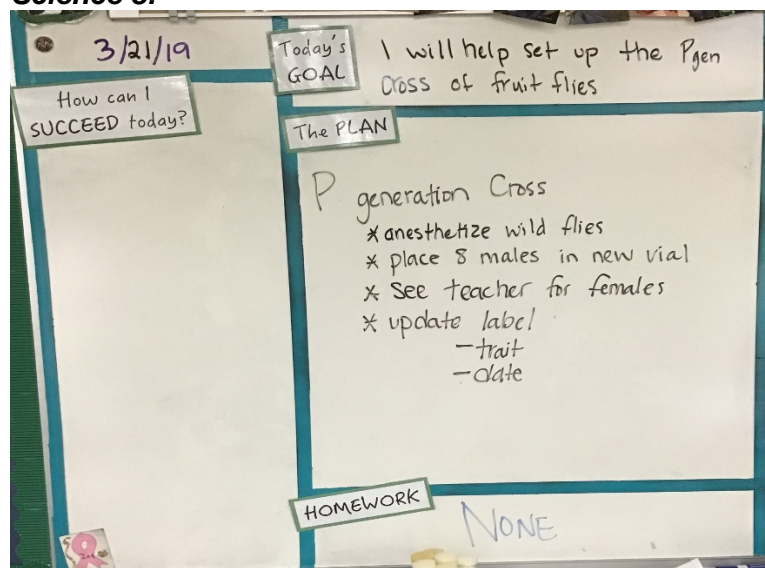 3/21/19
Today's
GOAL
I will help set up the Pgen
cross of fruit flies
How can I
SUCCEED today?
The PLAN
P generation Cross
* anesthetize wild flies
* place 8 males in new vial
* See teacher for females
* update label
- trait
- date
HOMEWORK
NONE